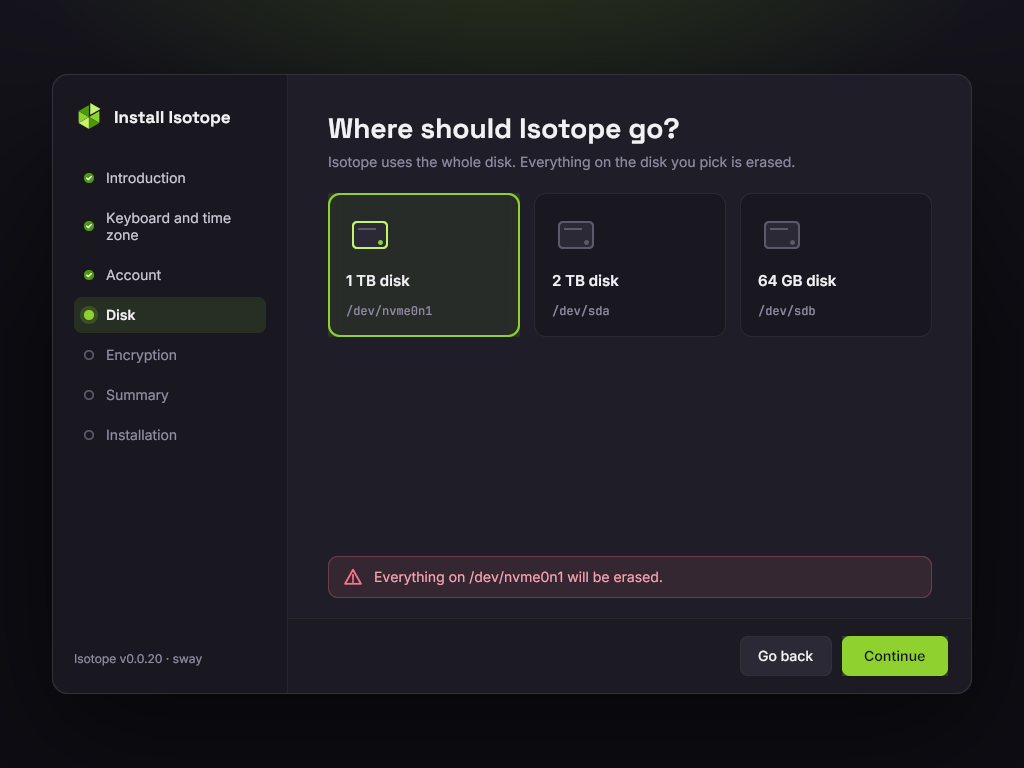 Install Isotope
Introduction
Keyboard and time
zone
Account
Disk
Encryption
Summary
Installation
Isotope v0.0.20 · sway
Where should Isotope go?
Isotope uses the whole disk. Everything on the disk you pick is erased.
1 TB disk
/dev/nvme0n1
2 TB disk
/dev/sda
64 GB disk
/dev/sdb
Everything on /dev/nvme0n1 will be erased.
Go back
Continue